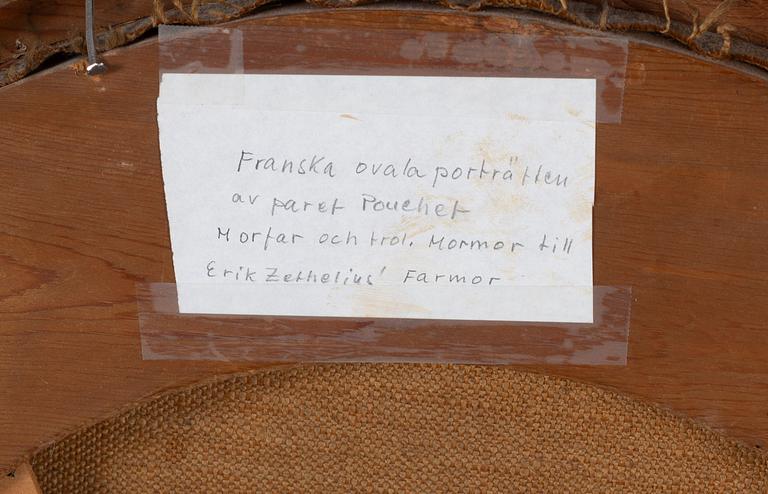 Franska ovala porträtten
av paret Pouchet
Morfar och trol. Mormor till
Erik Zethelius' Farmor